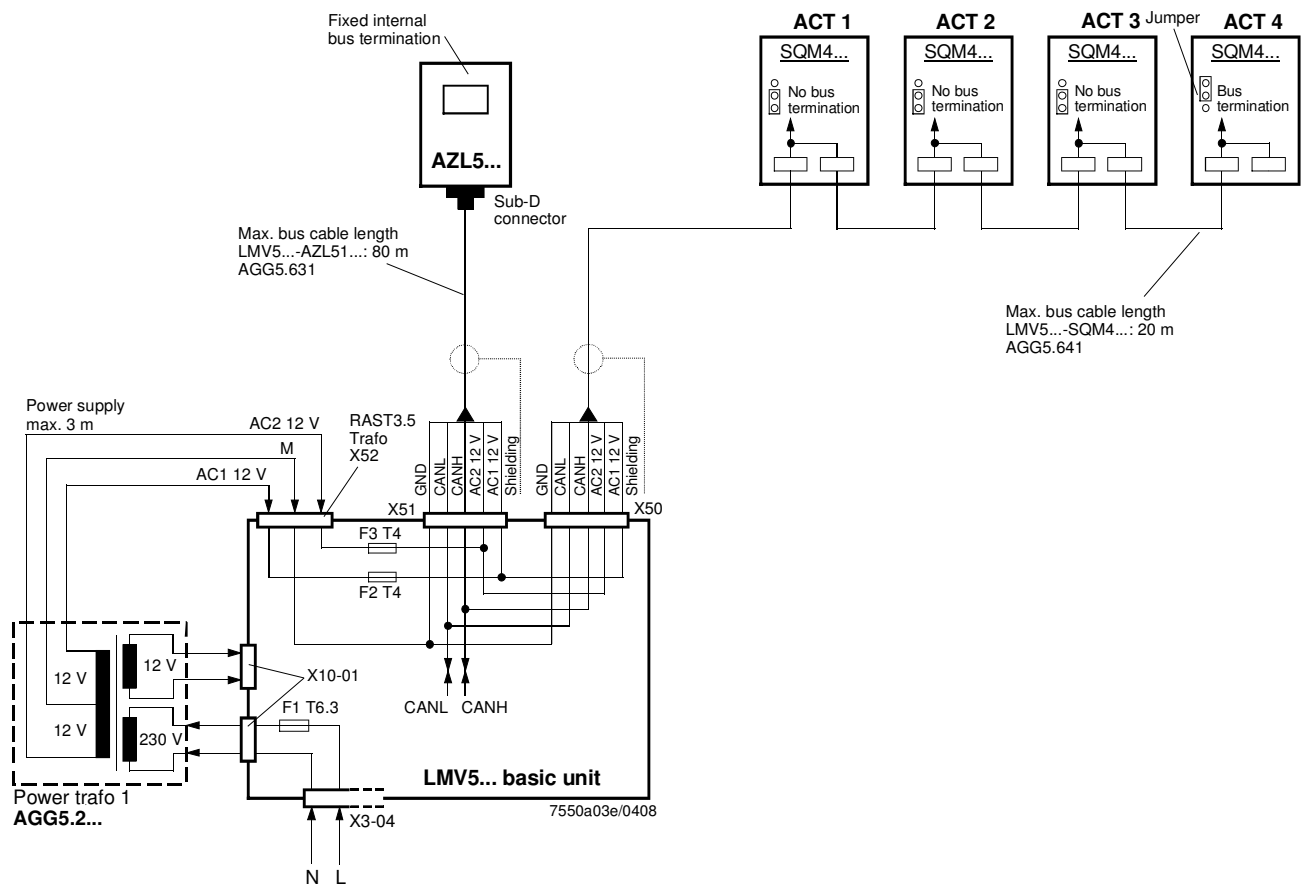 Fixed internal
bus termination
AZL5...
Sub-D
connector
Max. bus cable length
LMV5...-AZL51...: 80 m
AGG5.631
ACT 1
SQM4...
No bus
termination
ACT 2
SQM4...
No bus
termination
ACT 3
SQM4...
No bus
termination
Jumper
ACT 4
SQM4...
Bus
termination
Max. bus cable length
LMV5...-SQM4...: 20 m
AGG5.641
Power supply
max. 3 m
AC2 12 V
M
AC1 12 V
RAST3.5
Trafo
X52
GND
CANL
CANH
AC2 12 V
AC1 12 V
Shielding
GND
CANL
CANH
AC2 12 V
AC1 12 V
Shielding
X51
X50
F3 T4
F2 T4
12 V
12 V
12 V
230 V
X10-01
F1 T6.3
CANL
CANH
LMV5... basic unit
7550a03e/0408
Power trafo 1
AGG5.2...
X3-04
N
L